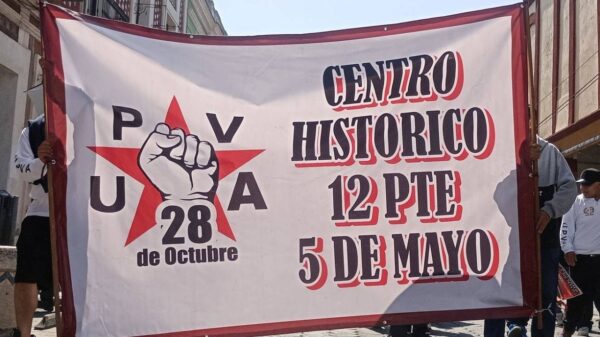 U P V A
28
de Octubre
CENTRO
HISTORICO
12 PTE
5 DE MAYO